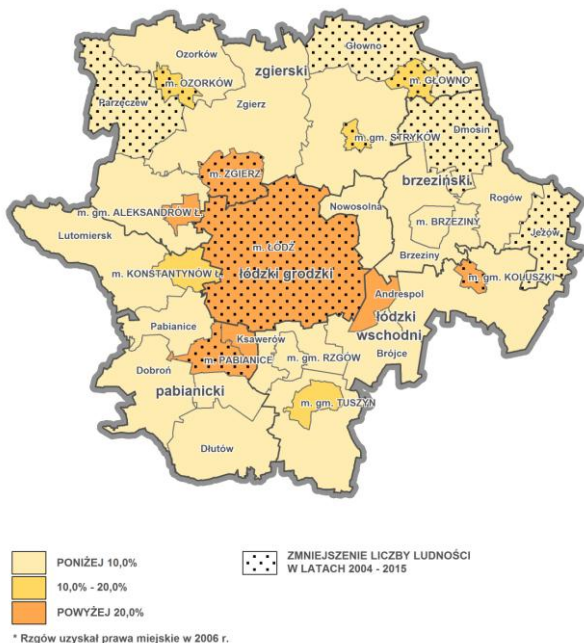 Ozorków
Głowno
zgierski
m. OZORKÓW
m. GŁOWNO
Parzęczew
Zgierz
m. gm. STRYKÓW
Dmosin
m. ZGIERZ
brzeziński
Rogów
m. gm. ALEKSANDRÓW Ł.
Nowosolna
m. BRZEZINY
Jeżów
Lutomiersk
m. ŁÓDŹ
Brzeziny
m. KONSTANTYNÓW Ł.
łódzki grodzki
m. gm. KOLUSZKI
Andrespol
Pabianice
łódzki
wschodni
Ksawerów
m. PABIANICE
m. gm. RZGÓW
Brójce
Dobroń
pabianicki
m. gm. TUSZYN
Dłutów
PONIŻEJ 10,0%
10,0% - 20,0%
POWYŻEJ 20,0%
ZMNIEJSZENIE LICZBY LUDNOŚCI
W LATACH 2004 - 2015
* Rzgów uzyskał prawa miejskie w 2006 r.